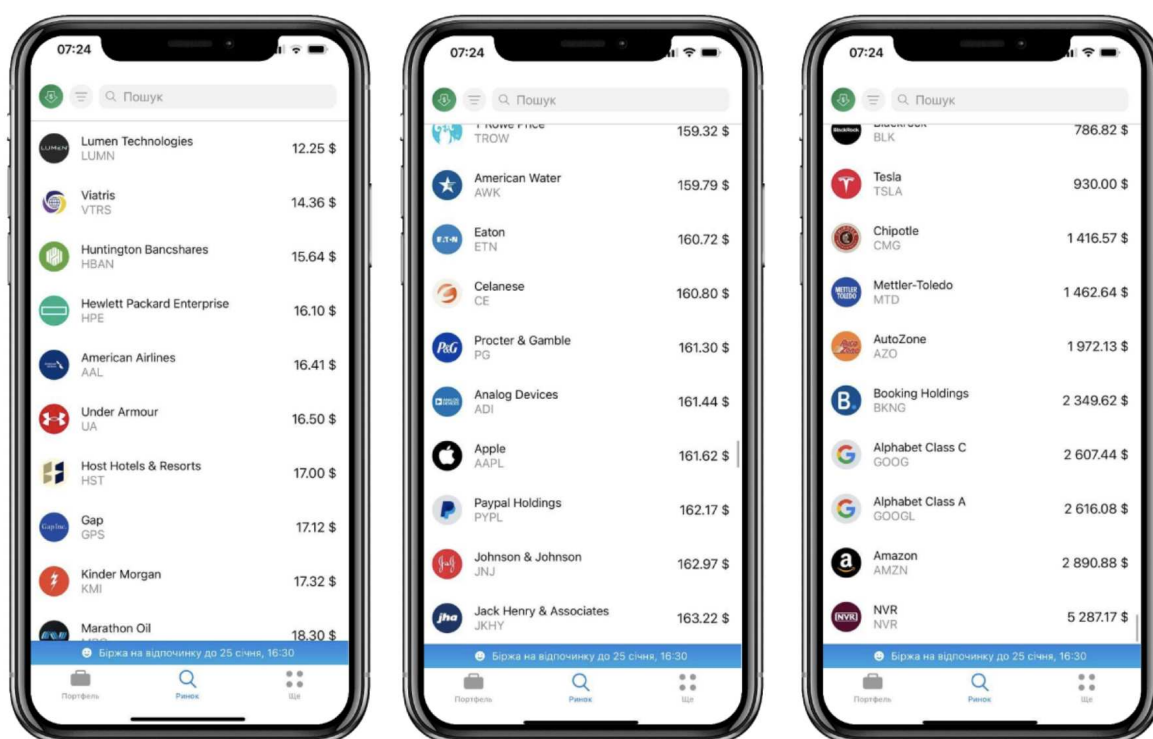 07:24
Пошук
Lumen Technologies
LUMN
12.25 $
Viatris
VTRS
14.36 $
Huntington Bancshares
HBAN
15.64 $
Hewlett Packard Enterprise
HPE
16.10 $
American Airlines
AAL
16.41 $
Under Armour
UA
16.50 $
Host Hotels & Resorts
HST
17.00 $
Gap
GPS
17.12 $
Kinder Morgan
KMI
17.32 $
Marathon Oil
18.30 $
Біржа на відпочинку до 25 січня, 16:30
Портфель
Ринок
Ще
07:24
Пошук
T Rowe Price
TROW
159.32 $
American Water
AWK
159.79 $
Eaton
ETN
160.72 $
Celanese
CE
160.80 $
Procter & Gamble
PG
161.30 $
Analog Devices
ADI
161.44 $
Apple
AAPL
161.62 $
Paypal Holdings
PYPL
162.17 $
Johnson & Johnson
JNJ
162.97 $
Jack Henry & Associates
JKHY
163.22 $
Біржа на відпочинку до 25 січня, 16:30
Портфель
Ринок
Ще
07:24
Пошук
Blackrock
BLK
786.82 $
Tesla
TSLA
930.00 $
Chipotle
CMG
1 416.57 $
Mettler-Toledo
MTD
1 462.64 $
AutoZone
AZO
1 972.13 $
Booking Holdings
BKNG
2 349.62 $
Alphabet Class C
GOOG
2 607.44 $
Alphabet Class A
GOOGL
2 616.08 $
Amazon
AMZN
2 890.88 $
NVR
NVR
5 287.17 $
Біржа на відпочинку до 25 січня, 16:30
Портфель
Ринок
Ще